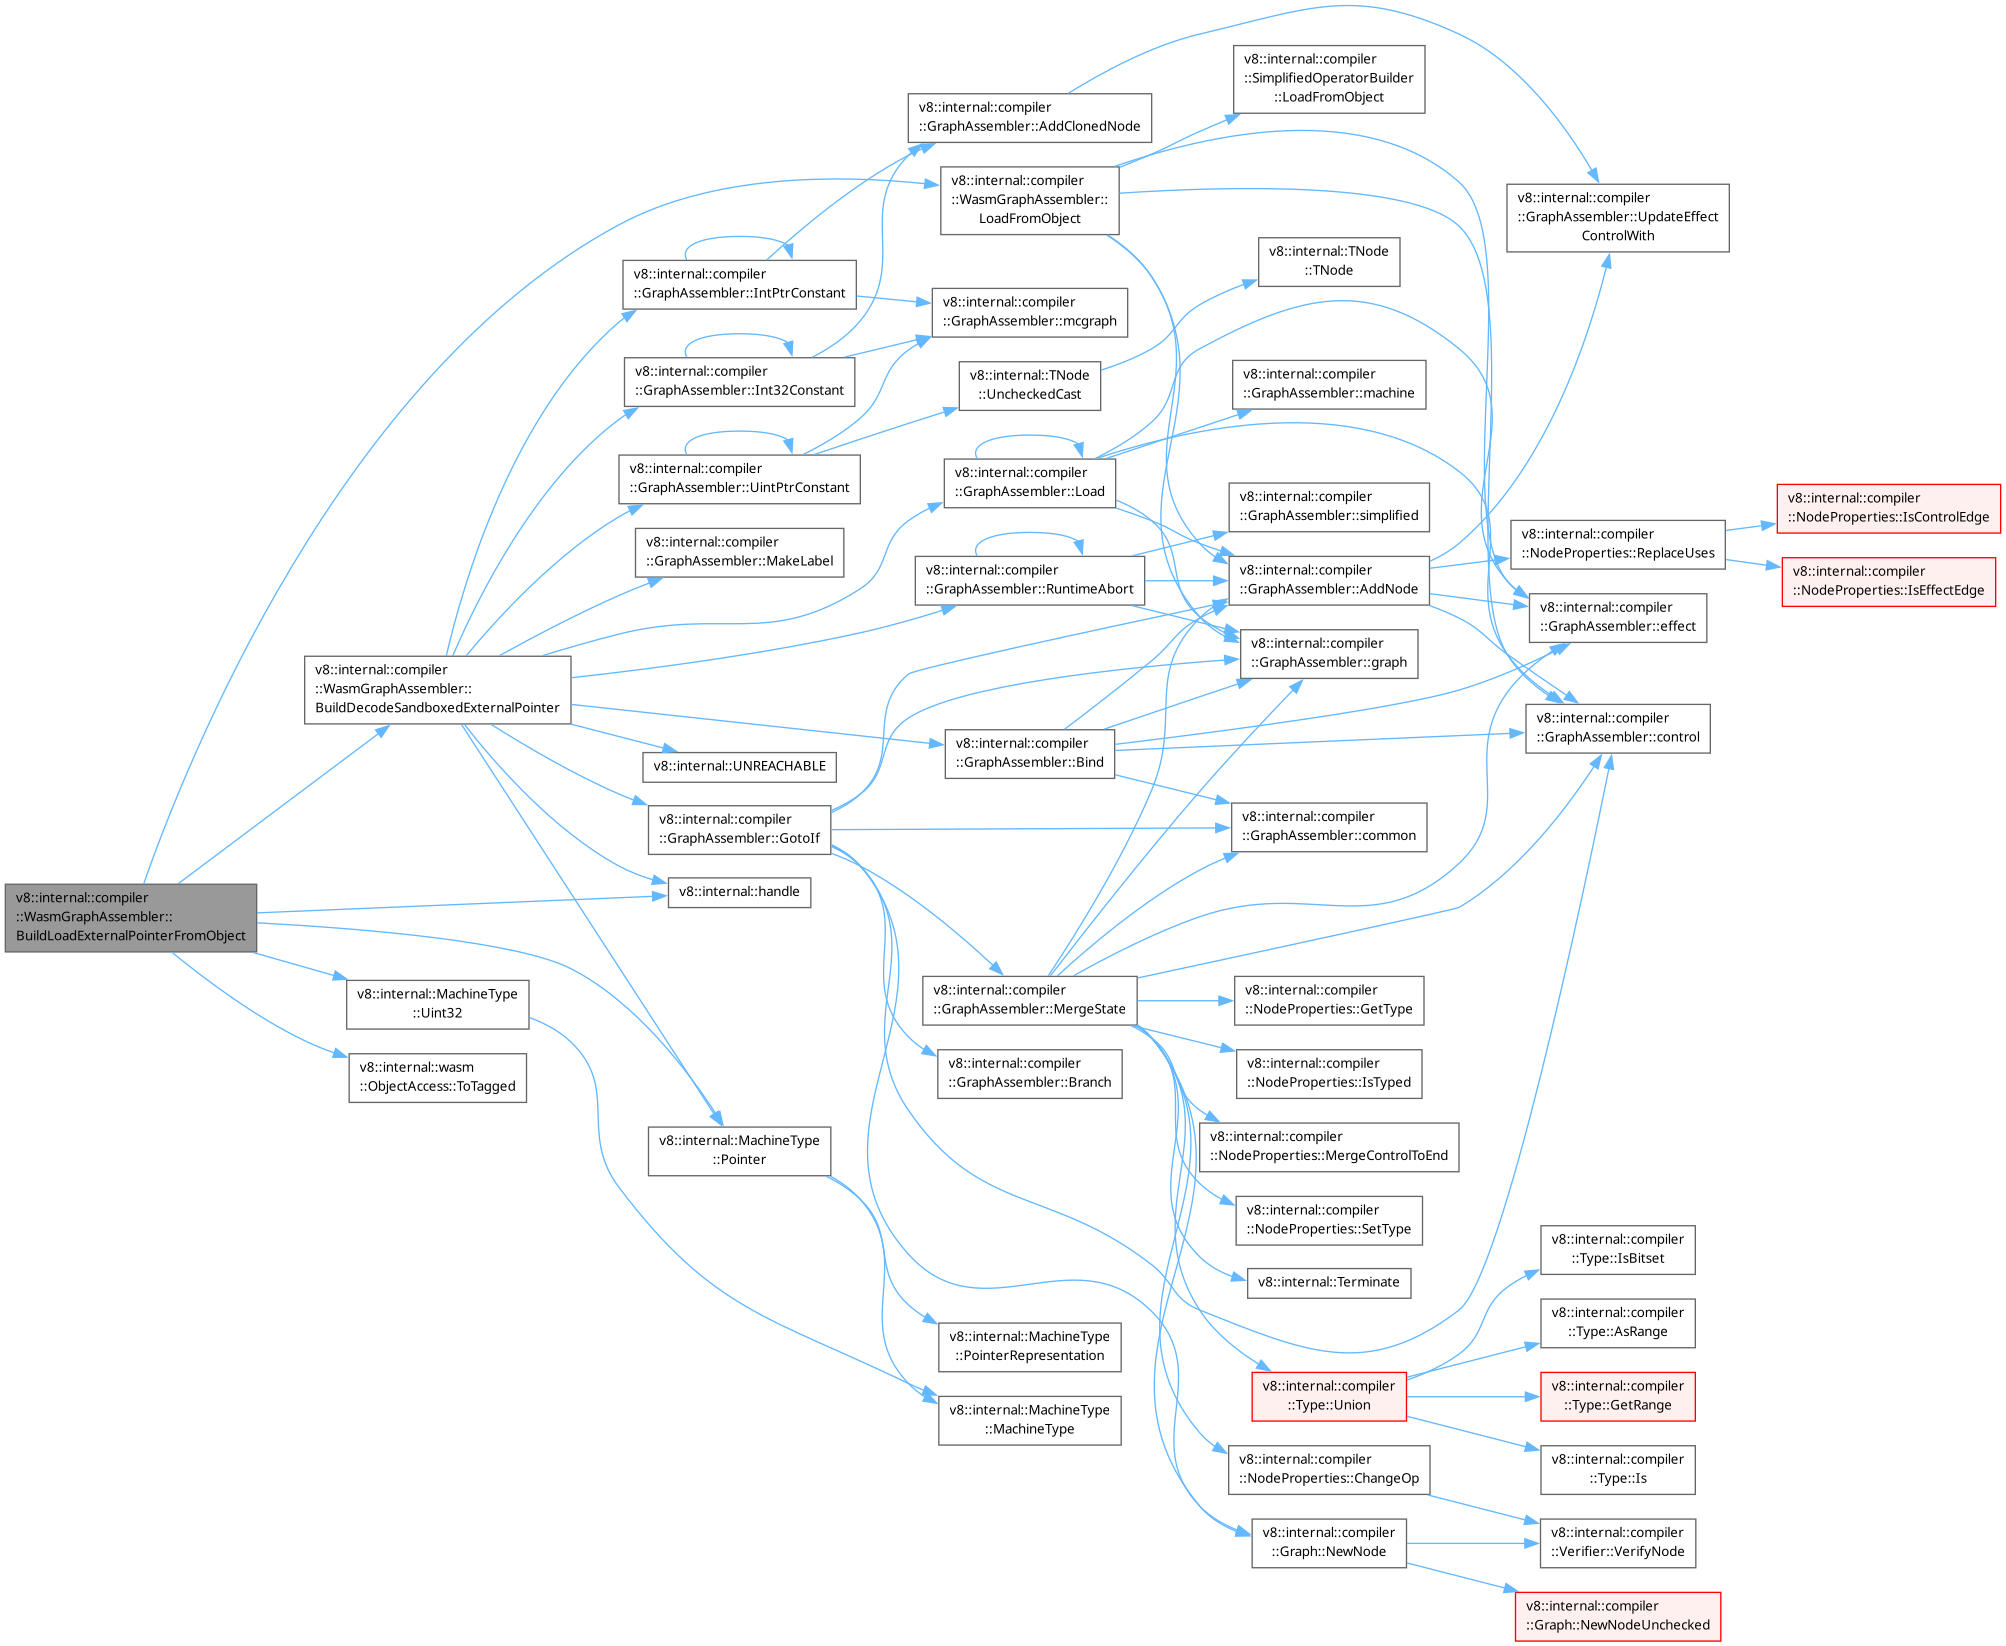 v8::internal::compiler
::WasmGraphAssembler::
BuildLoadExternalPointerFromObject
v8::internal::compiler
::WasmGraphAssembler::
BuildDecodeSandboxedExternalPointer
v8::internal::MachineType
::Uint32
v8::internal::wasm
::ObjectAccess::ToTagged
v8::internal::compiler
::GraphAssembler::IntPtrConstant
v8::internal::compiler
::GraphAssembler::Int32Constant
v8::internal::compiler
::GraphAssembler::UintPtrConstant
v8::internal::compiler
::GraphAssembler::MakeLabel
v8::internal::UNREACHABLE
v8::internal::compiler
::GraphAssembler::GotoIf
v8::internal::handle
v8::internal::MachineType
::Pointer
v8::internal::compiler
::GraphAssembler::AddClonedNode
v8::internal::compiler
::WasmGraphAssembler::
LoadFromObject
v8::internal::compiler
::GraphAssembler::mcgraph
v8::internal::TNode
::UncheckedCast
v8::internal::compiler
::GraphAssembler::Load
v8::internal::compiler
::GraphAssembler::RuntimeAbort
v8::internal::compiler
::GraphAssembler::Bind
v8::internal::compiler
::GraphAssembler::MergeState
v8::internal::compiler
::GraphAssembler::Branch
v8::internal::MachineType
::PointerRepresentation
v8::internal::MachineType
::MachineType
v8::internal::compiler
::SimplifiedOperatorBuilder
::LoadFromObject
v8::internal::TNode
::TNode
v8::internal::compiler
::GraphAssembler::machine
v8::internal::compiler
::GraphAssembler::simplified
v8::internal::compiler
::GraphAssembler::AddNode
v8::internal::compiler
::GraphAssembler::graph
v8::internal::compiler
::GraphAssembler::common
v8::internal::compiler
::NodeProperties::GetType
v8::internal::compiler
::NodeProperties::IsTyped
v8::internal::compiler
::NodeProperties::MergeControlToEnd
v8::internal::compiler
::NodeProperties::SetType
v8::internal::Terminate
v8::internal::compiler
::Type::Union
v8::internal::compiler
::NodeProperties::ChangeOp
v8::internal::compiler
::Graph::NewNode
v8::internal::compiler
::GraphAssembler::UpdateEffect
ControlWith
v8::internal::compiler
::NodeProperties::ReplaceUses
v8::internal::compiler
::GraphAssembler::effect
v8::internal::compiler
::GraphAssembler::control
v8::internal::compiler
::Type::IsBitset
v8::internal::compiler
::Type::AsRange
v8::internal::compiler
::Type::GetRange
v8::internal::compiler
::Type::Is
v8::internal::compiler
::Verifier::VerifyNode
v8::internal::compiler
::Graph::NewNodeUnchecked
v8::internal::compiler
::NodeProperties::IsControlEdge
v8::internal::compiler
::NodeProperties::IsEffectEdge